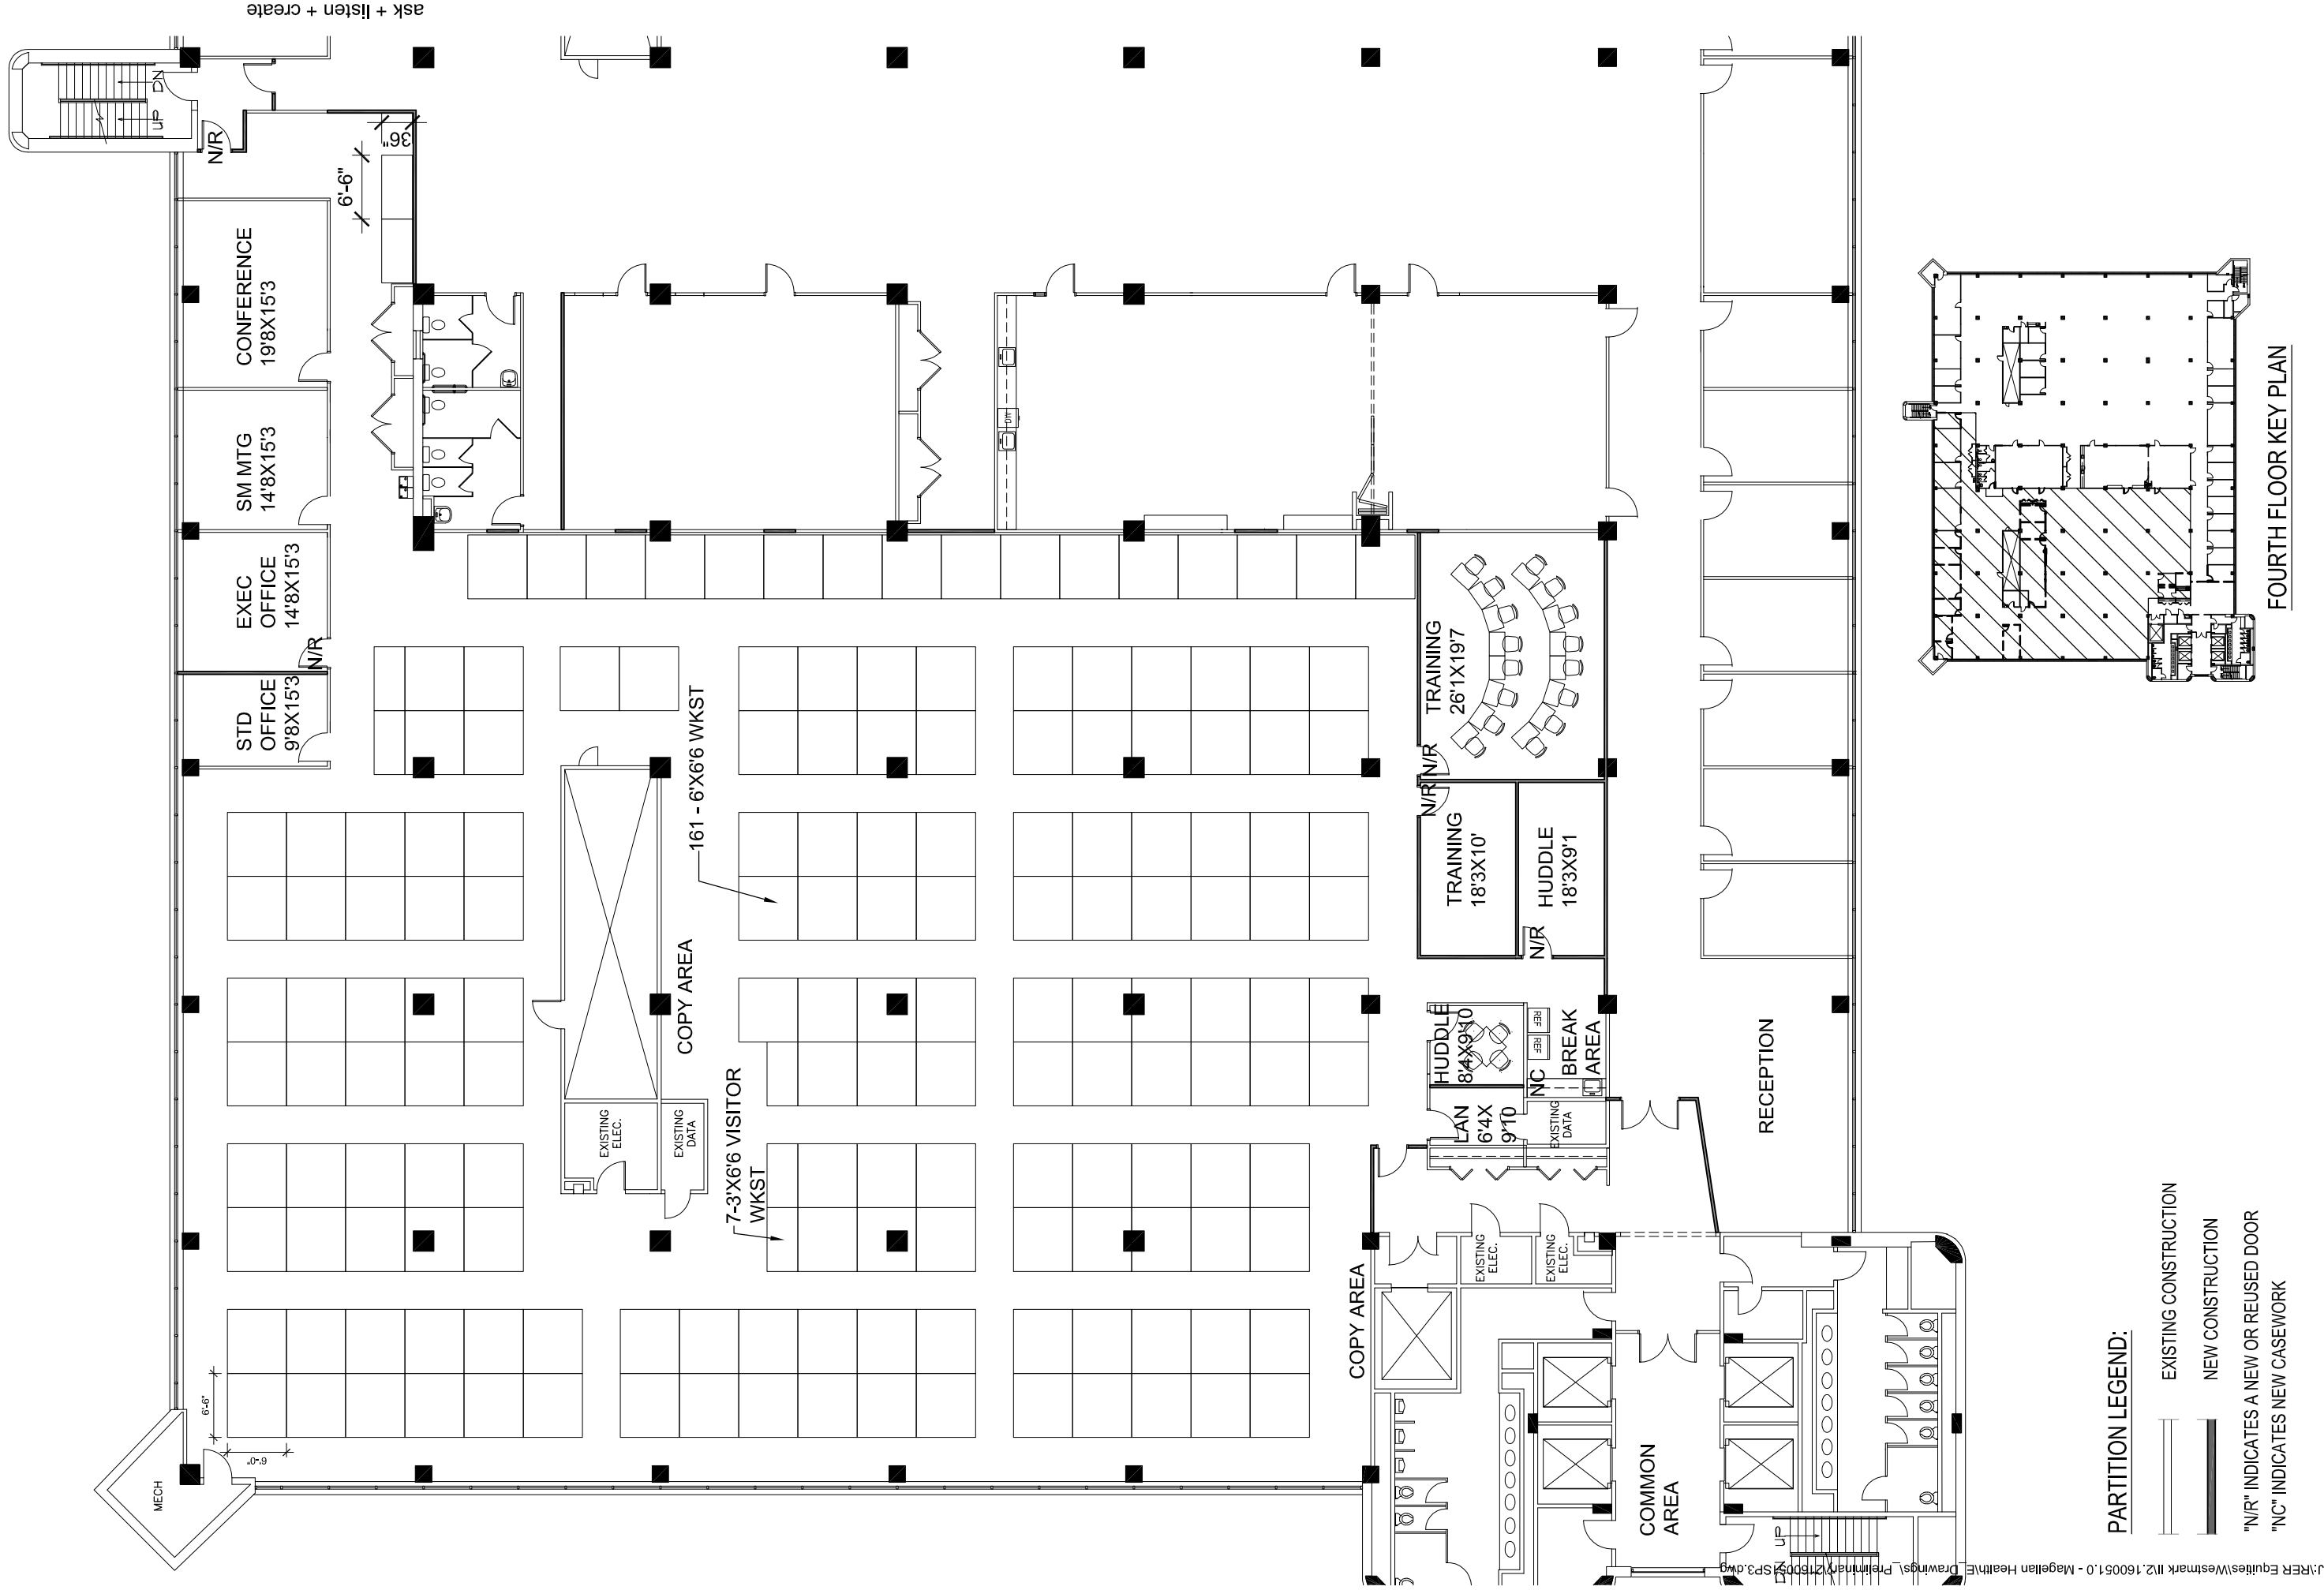 ask + listen + create
DN
UP
N/R
36"
6'-6"
CONFERENCE
19'8X15'3
SM MTG
14'8X15'3
EXEC
OFFICE
14'8X15'3
N/R
STD
OFFICE
9'8X15'3
161 - 6'X6'6 WKST
COPY AREA
EXISTING
ELEC.
EXISTING
DATA
7-3'X6'6 VISITOR
WKST
6'-6"
6'-0"
MECH
TRAINING
26'1X19'7
N/R
N/R
TRAINING
18'3X10'
HUDDLE
18'3X9'1
N/R
HUDDLE
8'4X9'10
REF
REF
BREAK
AREA
NC
LAN
6'4X
9'10
EXISTING
DATA
RECEPTION
COPY AREA
EXISTING
ELEC.
EXISTING
ELEC.
COMMON
AREA
UP
FOURTH FLOOR KEY PLAN
PARTITION LEGEND:
EXISTING CONSTRUCTION
NEW CONSTRUCTION
"N/R" INDICATES A NEW OR REUSED DOOR
"NC" INDICATES NEW CASEWORK